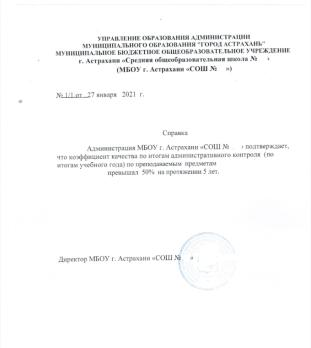 УПРАВЛЕНИЕ ОБРАЗОВАНИЯ АДМИНИСТРАЦИИ
МУНИЦИПАЛЬНОГО ОБРАЗОВАНИЯ "ГОРОД АСТРАХАНЬ"
МУНИЦИПАЛЬНОЕ БЮДЖЕТНОЕ ОБЩЕОБРАЗОВАТЕЛЬНОЕ УЧРЕЖДЕНИЕ
г. Астрахани «Средняя общеобразовательная школа № »
(МБОУ г. Астрахани «СОШ № »)
№ 1/1 от 27 января 2021 г.
Справка
Администрация МБОУ г. Астрахани «СОШ № » подтверждает,
что коэффициент качества по итогам административного контроля (по
итогам учебного года) по преподаваемым предметам
превышал 50% на протяжении 5 лет.
Директор МБОУ г. Астрахани «СОШ № »